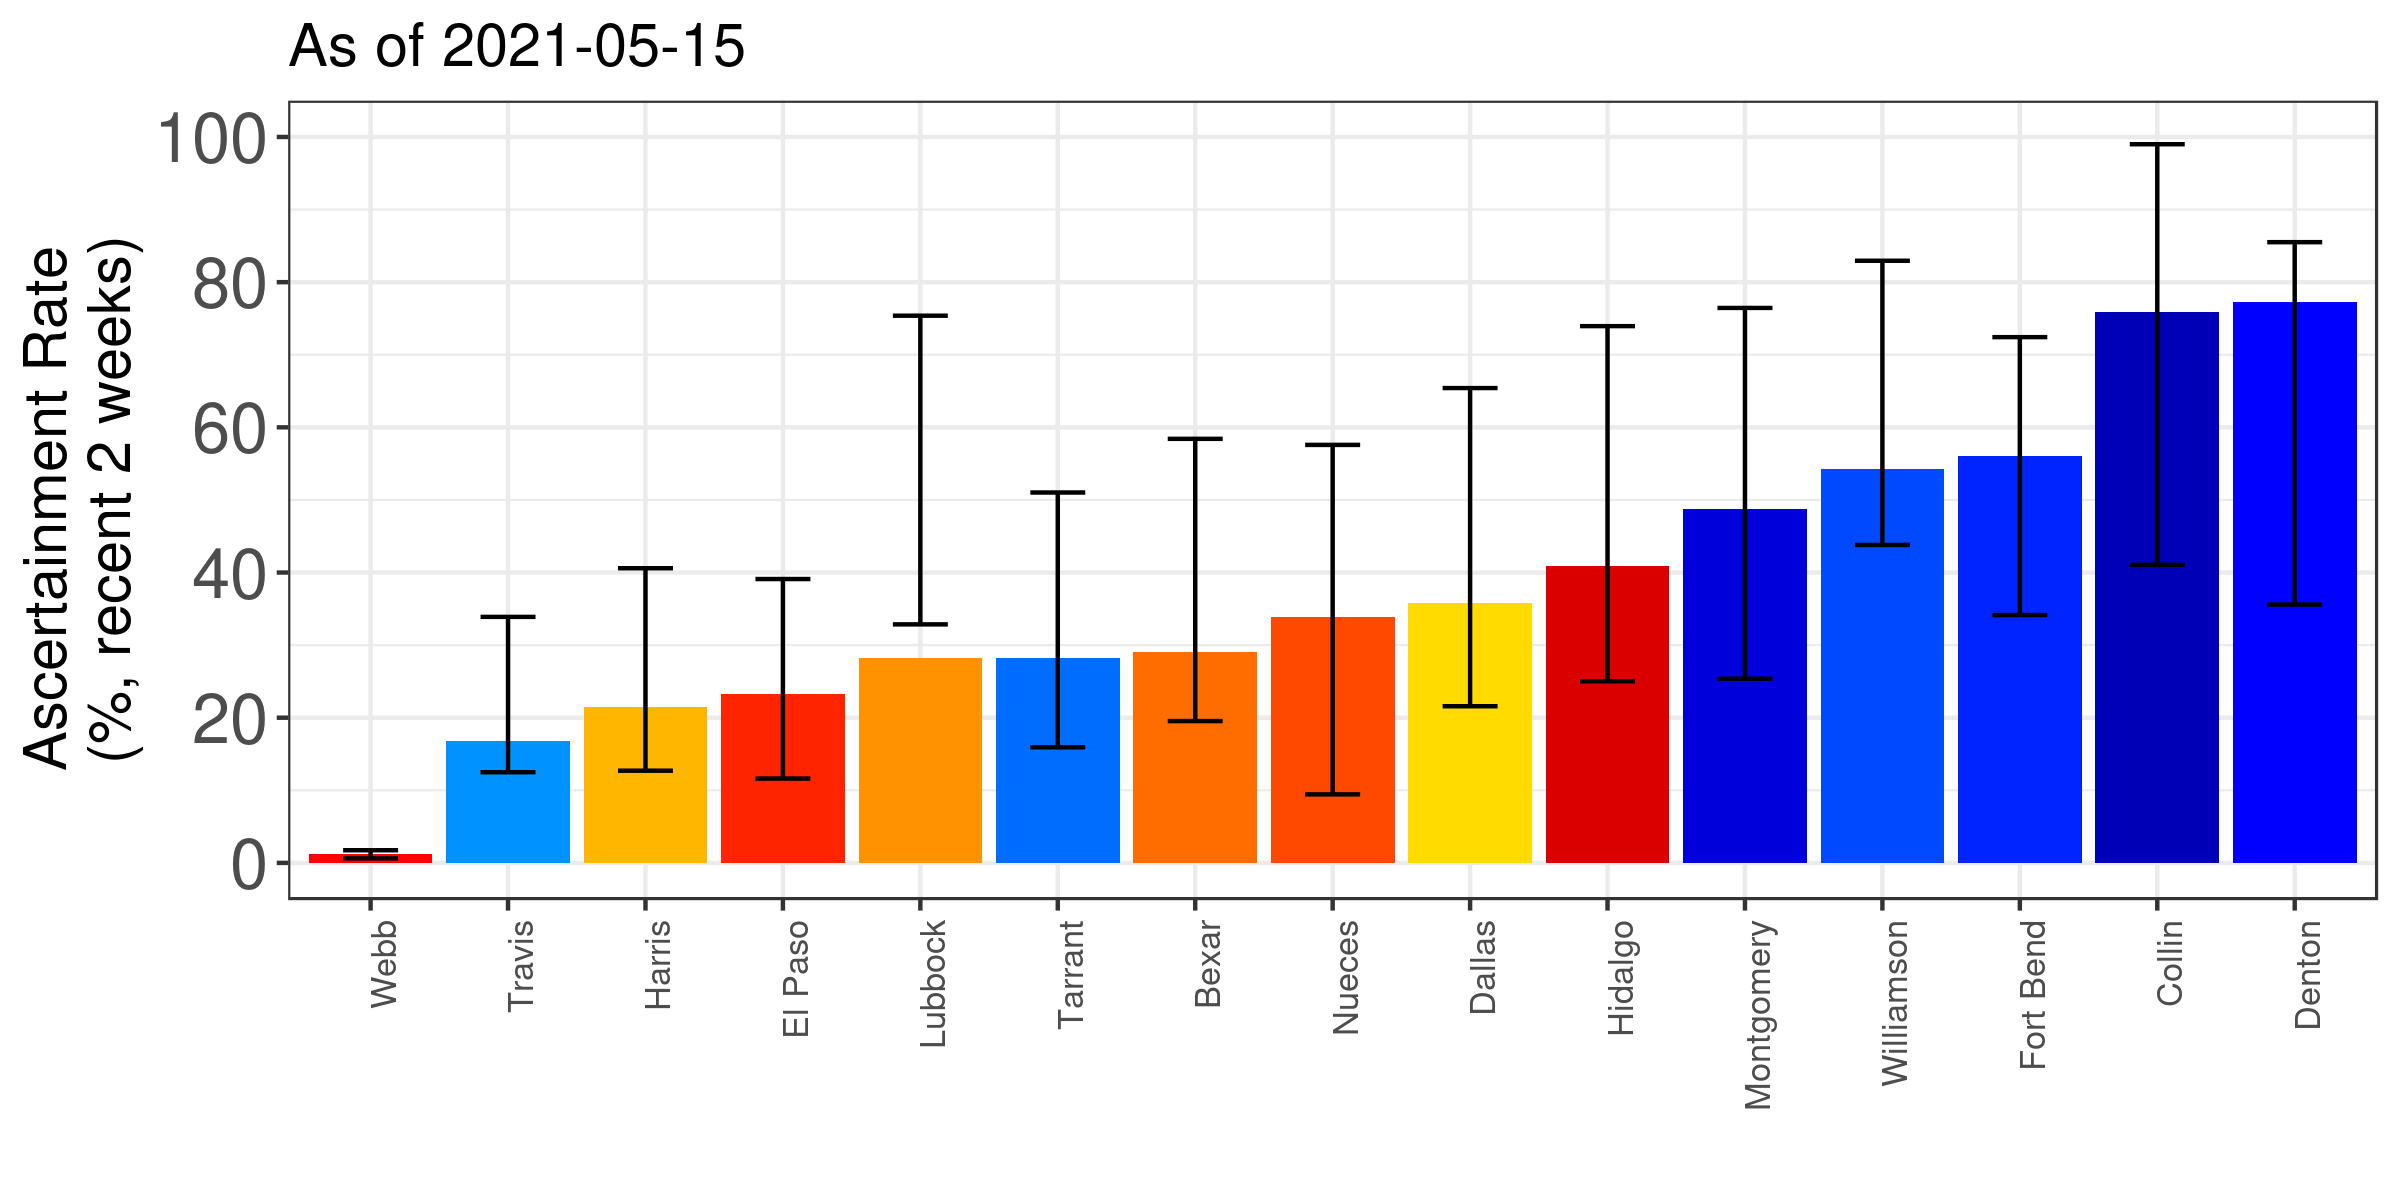 As of 2021-05-15
Ascertainment Rate
(%, recent 2 weeks)
100
80
60
40
20
0
Webb
Travis
Harris
El Paso
Lubbock
Tarrant
Bexar
Nueces
Dallas
Hidalgo
Montgomery
Williamson
Fort Bend
Collin
Denton